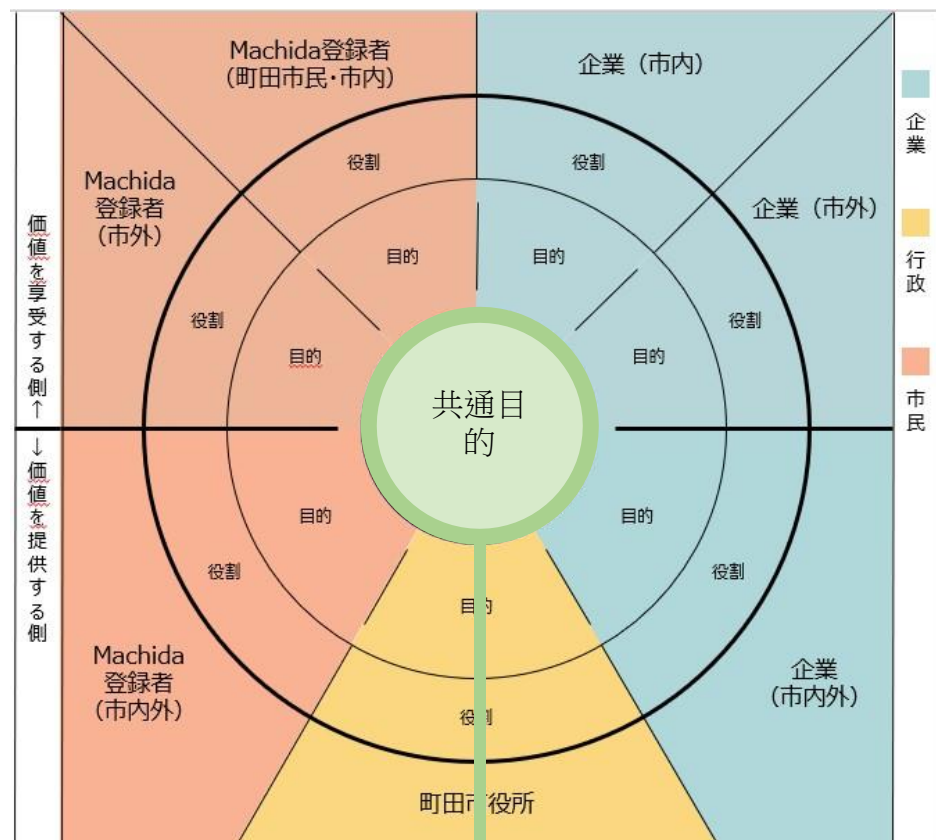 Machida登録者
（町田市民・市内）
企業（市内）
企業
役割
役割
Machida
登録者
（市外）
企業（市外）
行政
目的
目的
価値を享受する側↑
役割
目的
目的
役割
市民
共通目
的
↓価値を提供する側
目的
目的
役割
役割
目的
Machida
登録者
（市内外）
企業
（市内外）
役割
町田市役所